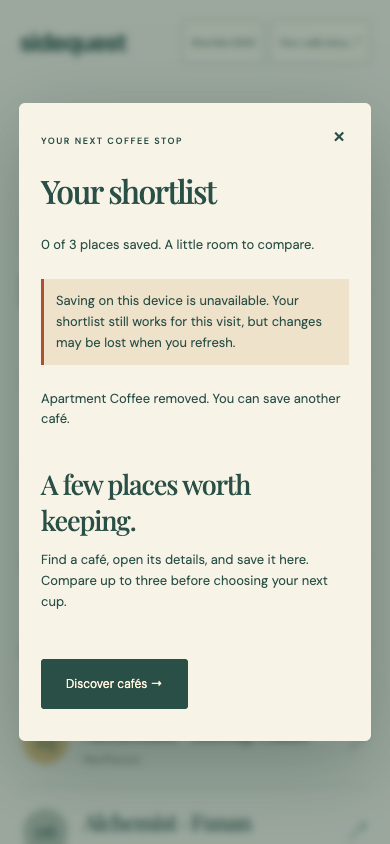 sidequest
YOUR NEXT COFFEE STOP
×
Your shortlist
0 of 3 places saved. A little room to compare.
Saving on this device is unavailable. Your
shortlist still works for this visit, but changes
may be lost when you refresh.
Apartment Coffee removed. You can save another
café.
A few places worth
keeping.
Find a café, open its details, and save it here.
Compare up to three before choosing your next
cup.
Discover cafés →
Alchemist · Funan